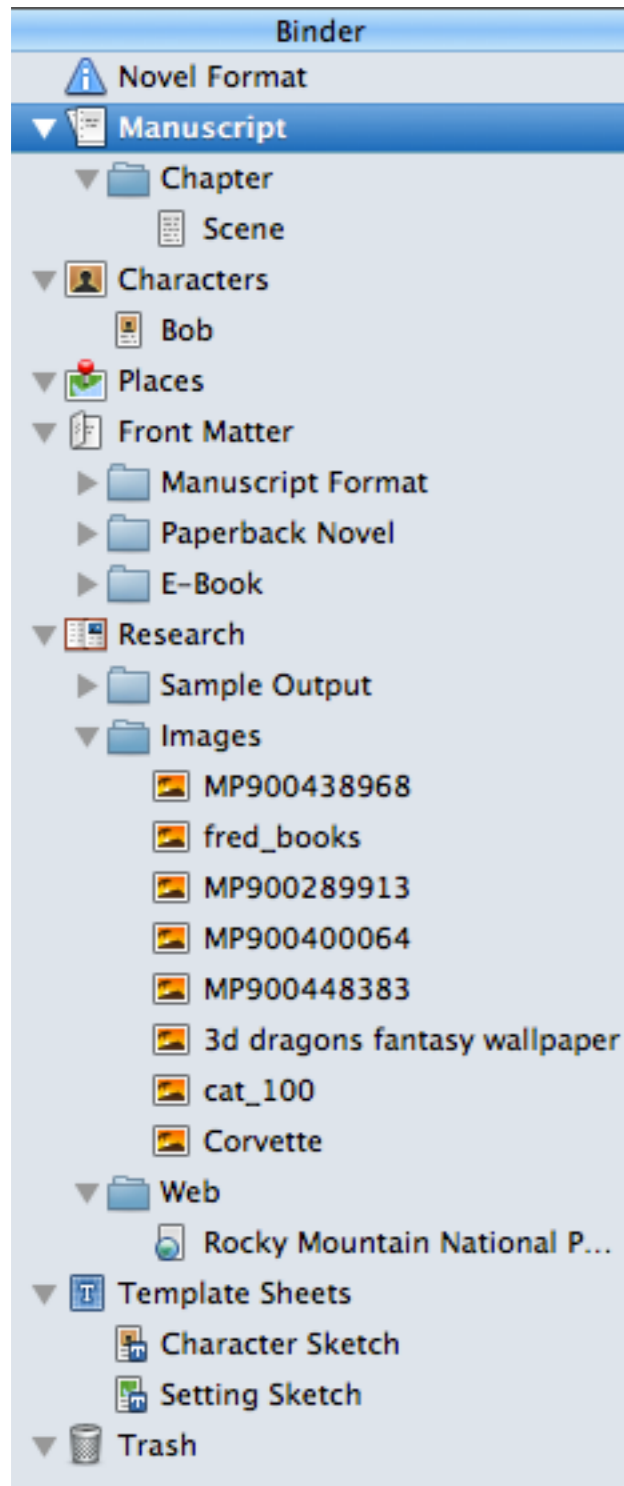 Binder
Novel Format
Manuscript
Chapter
Scene
Characters
Bob
Places
Front Matter
Manuscript Format
Paperback Novel
E-Book
Research
Sample Output
Images
MP900438968
fred_books
MP900289913
MP900400064
MP900448383
3d dragons fantasy wallpaper
cat_100
Corvette
Web
Rocky Mountain National P...
Template Sheets
Character Sketch
Setting Sketch
Trash